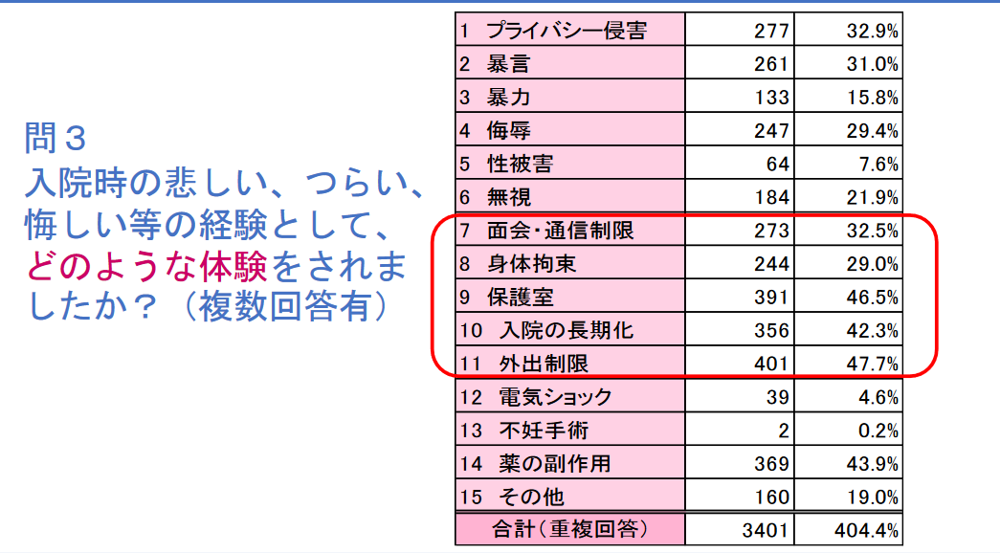 問３
入院時の悲しい、つらい、
悔しい等の経験として、
どのような体験をされま
したか？（複数回答有）
1 プライバシー侵害 277 32.9%
2 暴言 261 31.0%
3 暴力 133 15.8%
4 侮辱 247 29.4%
5 性被害 64 7.6%
6 無視 184 21.9%
7 面会・通信制限 273 32.5%
8 身体拘束 244 29.0%
9 保護室 391 46.5%
10 入院の長期化 356 42.3%
11 外出制限 401 47.7%
12 電気ショック 39 4.6%
13 不妊手術 2 0.2%
14 薬の副作用 369 43.9%
15 その他 160 19.0%
合計（重複回答） 3401 404.4%